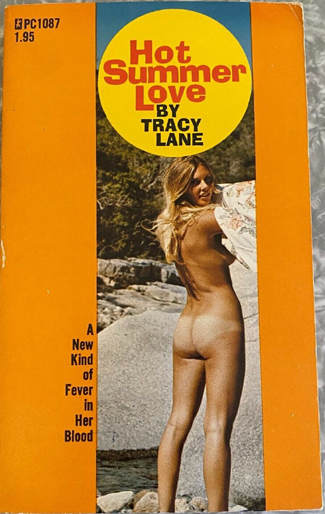 PC1087
1.95
Hot
Summer
Love
BY
TRACY
LANE
A
New
Kind
of
Fever
in
Her
Blood